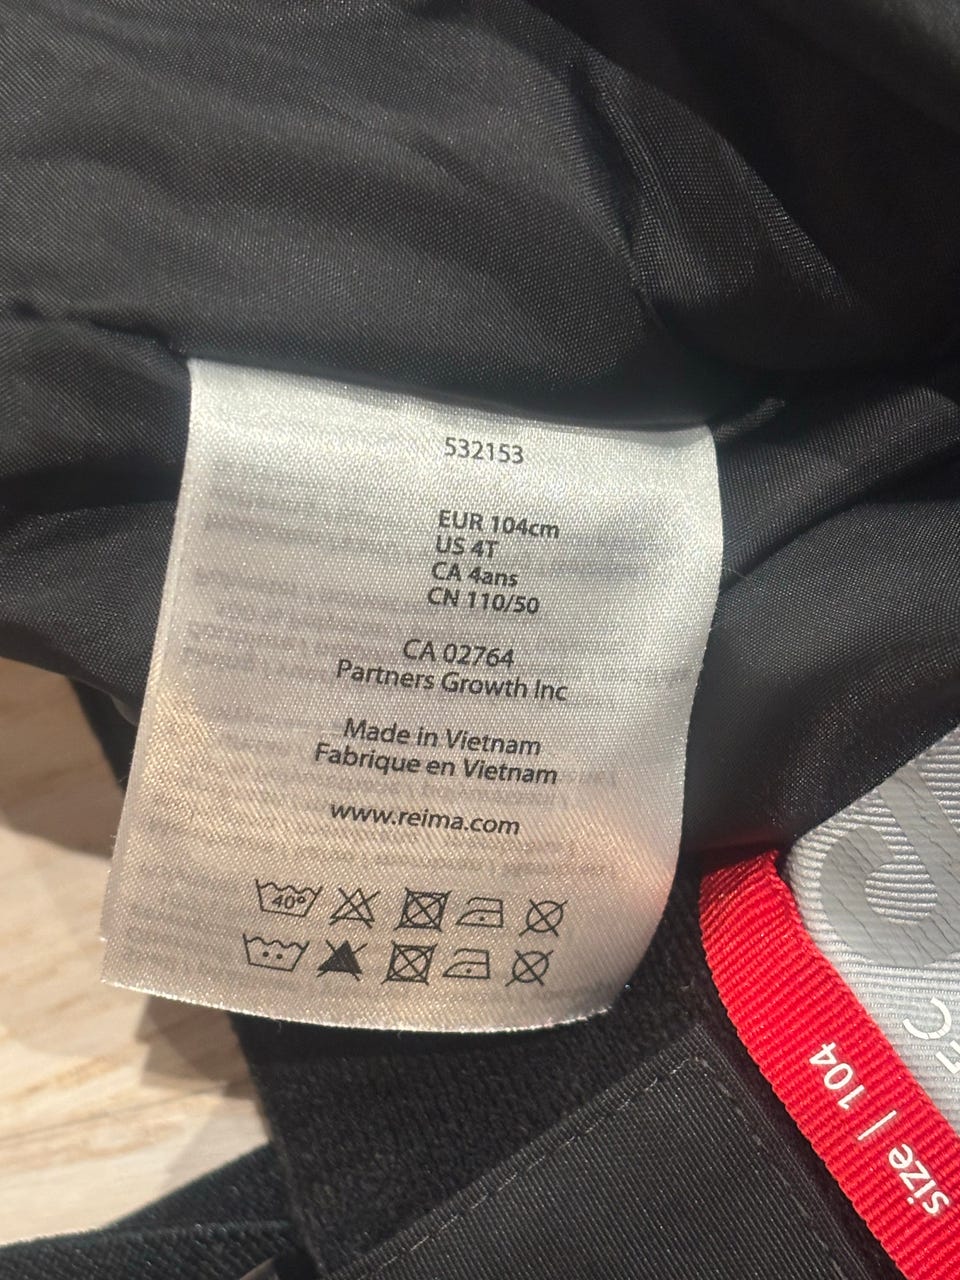 532153
EUR 104cm
US 4T
CA 4ans
CN 110/50
CA 02764
Partners Growth Inc
Made in Vietnam
Fabrique en Vietnam
www.reima.com
40°
size | 104